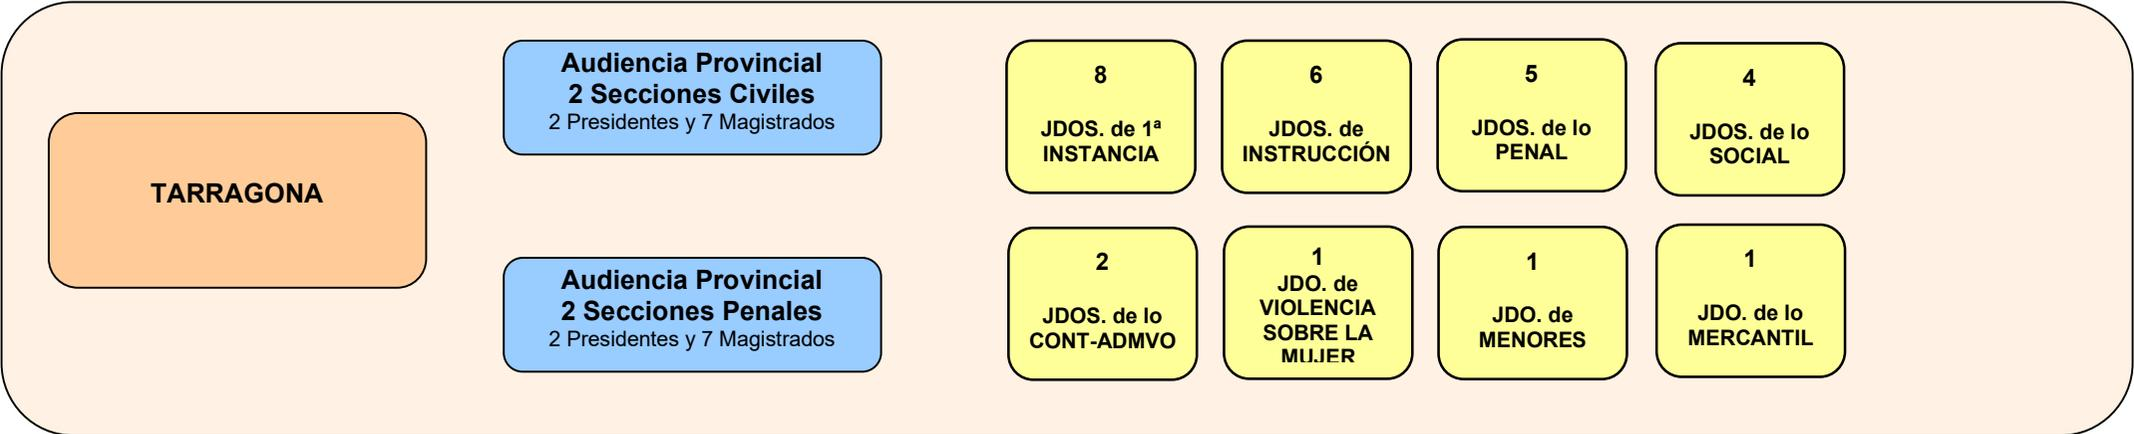 TARRAGONA
Audiencia Provincial
2 Secciones Civiles
2 Presidentes y 7 Magistrados
Audiencia Provincial
2 Secciones Penales
2 Presidentes y 7 Magistrados
8
JDOS. de 1ª
INSTANCIA
6
JDOS. de
INSTRUCCIÓN
5
JDOS. de lo
PENAL
4
JDOS. de lo
SOCIAL
2
JDOS. de lo
CONT-ADMVO
1
JDO. de
VIOLENCIA
SOBRE LA
MUJER
1
JDO. de
MENORES
1
JDO. de lo
MERCANTIL